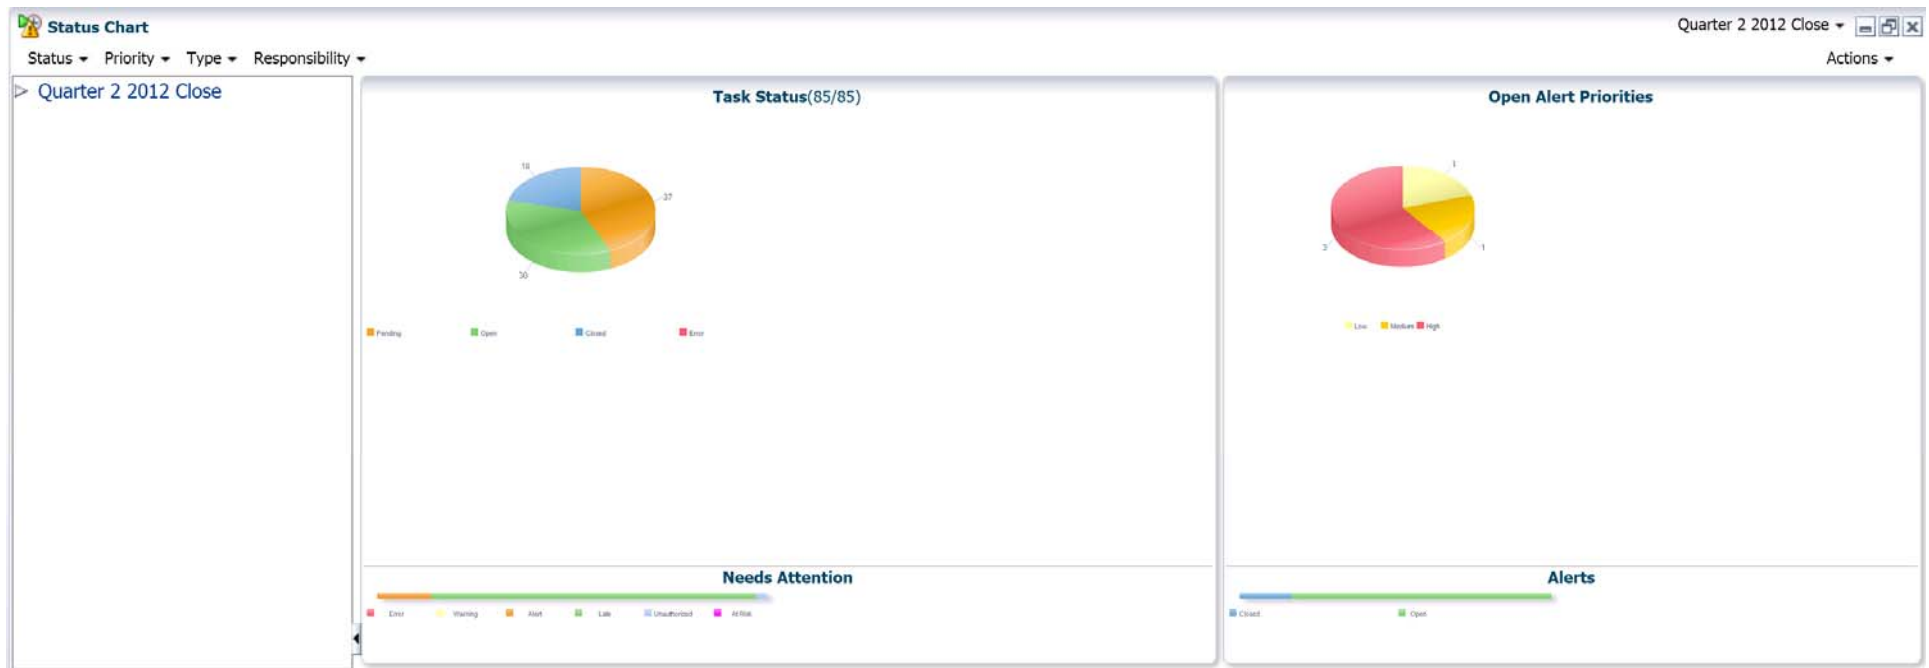 Status Chart
Quarter 2 2012 Close
Status Priority Type Responsibility
Actions
Quarter 2 2012 Close
Task Status(85/85)
18
37
30
Pending Open Closed Error
Open Alert Priorities
1
3
1
Low Medium High
Needs Attention
Error Warning Alert Late Unauthorized At Risk
Alerts
Closed Open